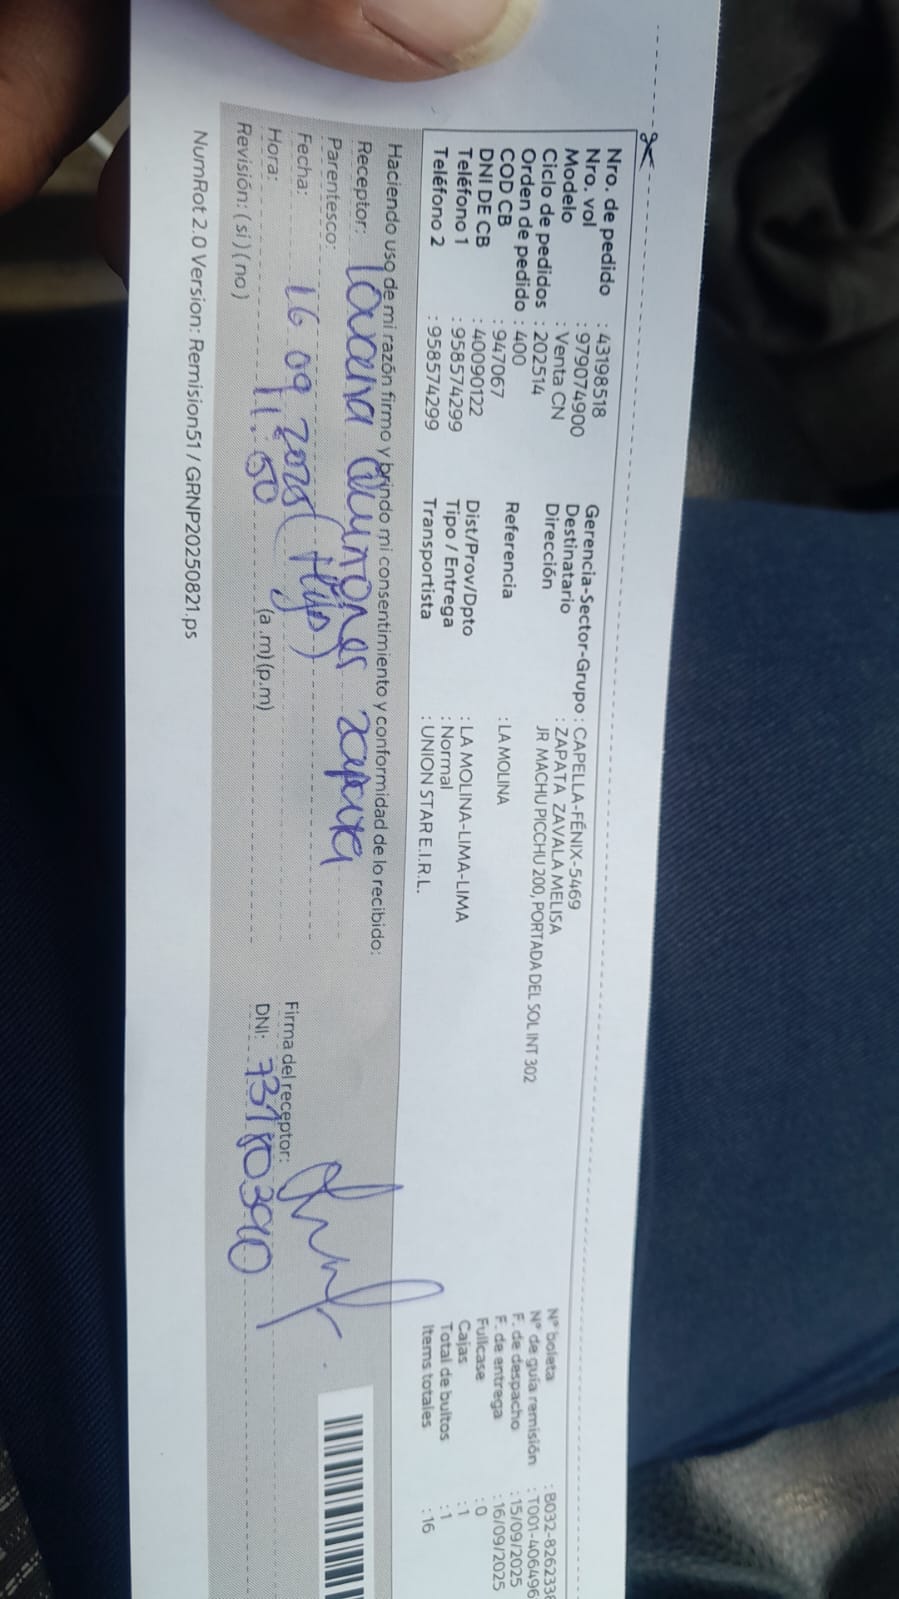 Nro. de pedido : 43198518
Nro. vol : 979074900
Modelo : Venta CN
Ciclo de pedidos : 202514
Orden de pedido : 400
COD CB : 947067
DNI DE CB : 40090122
Teléfono 1 : 958574299
Teléfono 2 : 958574299
Gerencia-Sector-Grupo : CAPELLA-FÉNIX-5469
Destinatario : ZAPATA ZAVALA MELISA
Dirección JR MACHU PICCHU 200, PORTADA DEL SOL INT 302
Referencia : LA MOLINA
Dist/Prov/Dpto : LA MOLINA-LIMA-LIMA
Tipo / Entrega : Normal
Transportista : UNION STAR E.I.R.L.
N° boleta : B032-8262338
N° de guía remisión : T001-406496
F. de despacho : 15/09/2025
F. de entrega : 16/09/2025
Fullcase : 0
Cajas : 1
Total de bultos : 1
Items totales : 16
Haciendo uso de mi razón firmo y brindo mi consentimiento y conformidad de lo recibido:
Receptor: Quiñones Zapata
Parentesco: (Hijo)
Fecha: 16 09 2025
Hora: 11:50 (a .m) (p.m)
Revisión: ( si ) ( no )
Firma del receptor:
DNI: 73180390
NumRot 2.0 Version: Remision51 / GRNP20250821.ps